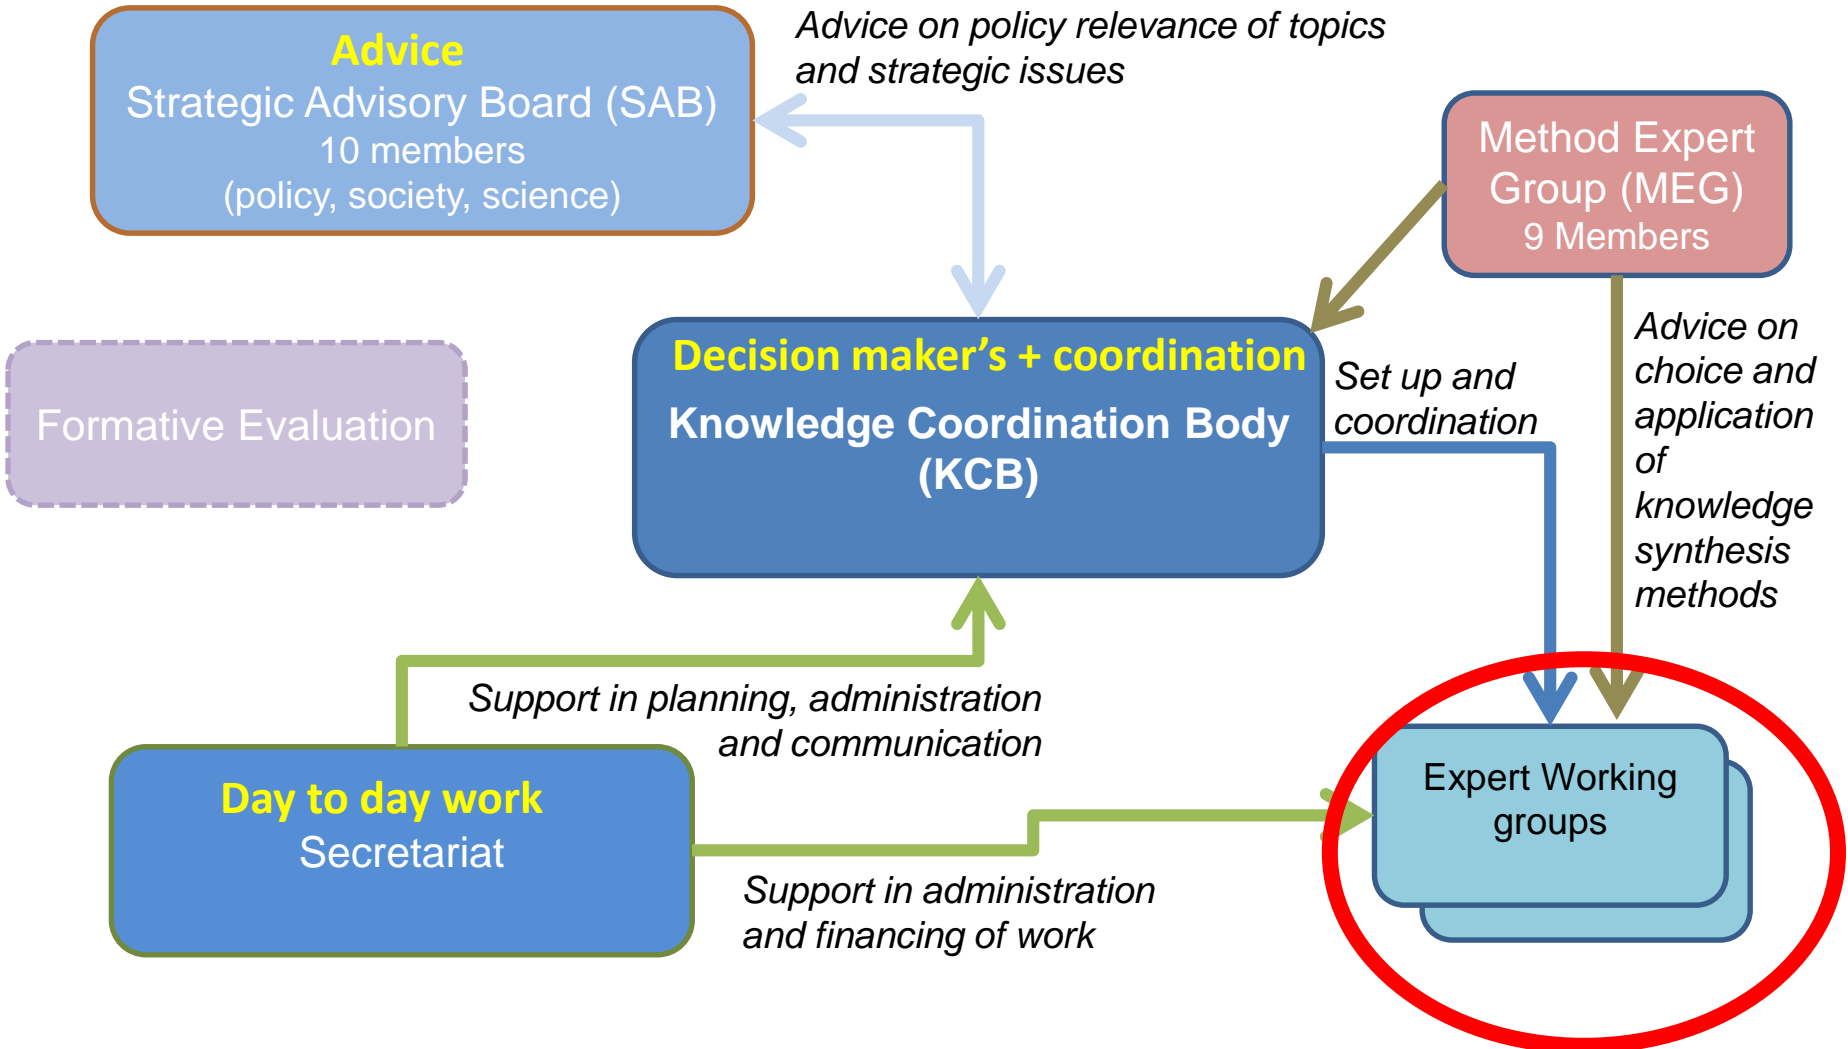 Advice
Strategic Advisory Board (SAB)
10 members
(policy, society, science)
Advice on policy relevance of topics
and strategic issues
Method Expert
Group (MEG)
9 Members
Formative Evaluation
Decision maker’s + coordination
Knowledge Coordination Body
(KCB)
Set up and
coordination
Advice on
choice and
application
of
knowledge
synthesis
methods
Support in planning, administration
and communication
Day to day work
Secretariat
Support in administration
and financing of work
Expert Working
groups